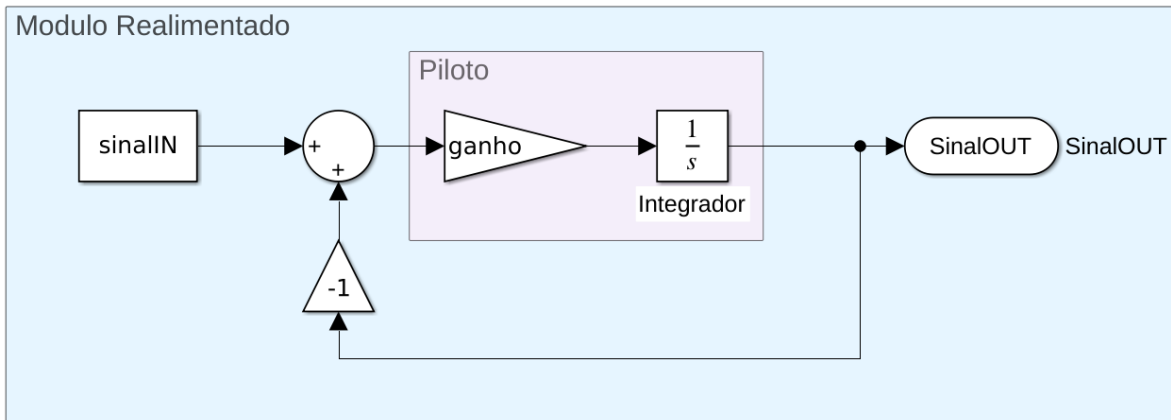 Modulo Realimentado
Piloto
sinalIN
+
+
ganho
1
s
Integrador
SinalOUT
SinalOUT
-1